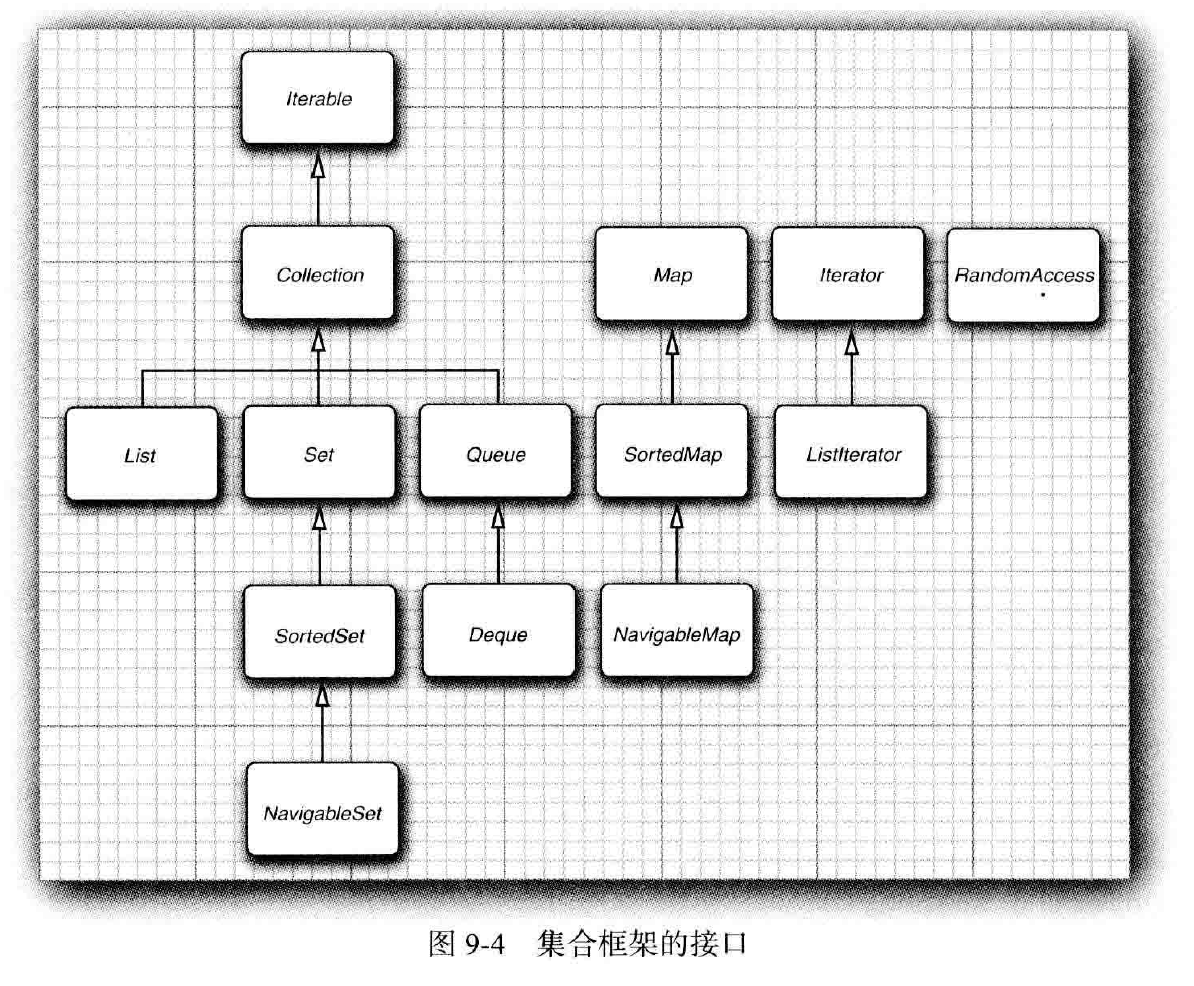 Iterable
Collection
Map
Iterator
RandomAccess
List
Set
Queue
SortedMap
ListIterator
SortedSet
Deque
NavigableMap
NavigableSet
图 9-4 集合框架的接口